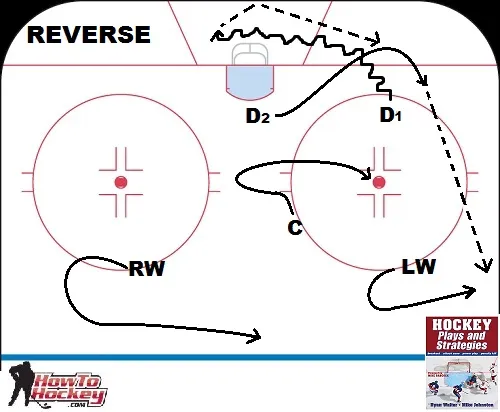 REVERSE
D2
D1
C
RW
LW
HOCKEY
Plays and
Strategies
Ryan Walter • Mike Johnston
HowTo
Hockey
.com